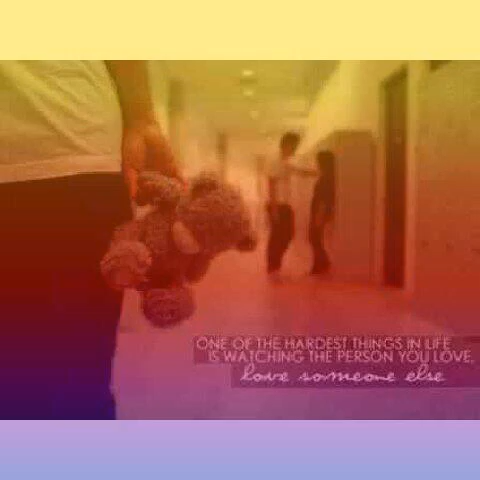 ONE OF THE HARDEST THINGS IN LIFE
IS WATCHING THE PERSON YOU LOVE,
love someone else